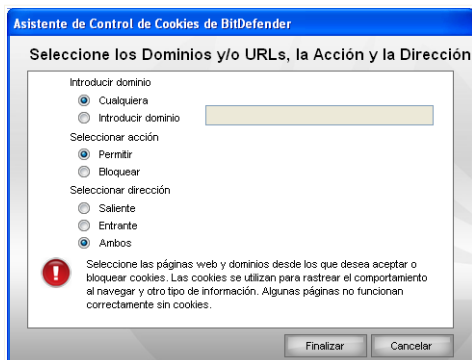 Asistente de Control de Cookies de BitDefender
Seleccione los Dominios y/o URLs, la Acción y la Dirección
Introducir dominio
Cualquiera
Introducir dominio
Seleccionar acción
Permitir
Bloquear
Seleccionar dirección
Saliente
Entrante
Ambos
Seleccione las páginas web y dominios desde los que desea aceptar o
bloquear cookies. Las cookies se utilizan para rastrear el comportamiento
al navegar y otro tipo de información. Algunas páginas no funcionan
correctamente sin cookies.
Finalizar
Cancelar